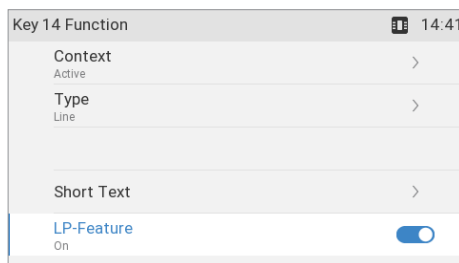 Key 14 Function 14:41
Context
Active
Type
Line
Short Text
LP-Feature
On